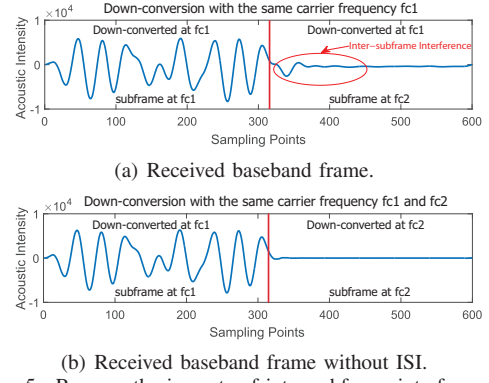 Down-conversion with the same carrier frequency fc1
×10^4
1
Down-converted at fc1
Down-converted at fc1
Inter-subframe Interference
0
Acoustic Intensity
subframe at fc1
subframe at fc2
-1
0 100 200 300 400 500 600
Sampling Points
(a) Received baseband frame.
Down-conversion with the same carrier frequency fc1 and fc2
×10^4
1
Down-converted at fc1
Down-converted at fc2
0
Acoustic Intensity
subframe at fc1
subframe at fc2
-1
0 100 200 300 400 500 600
Sampling Points
(b) Received baseband frame without ISI.